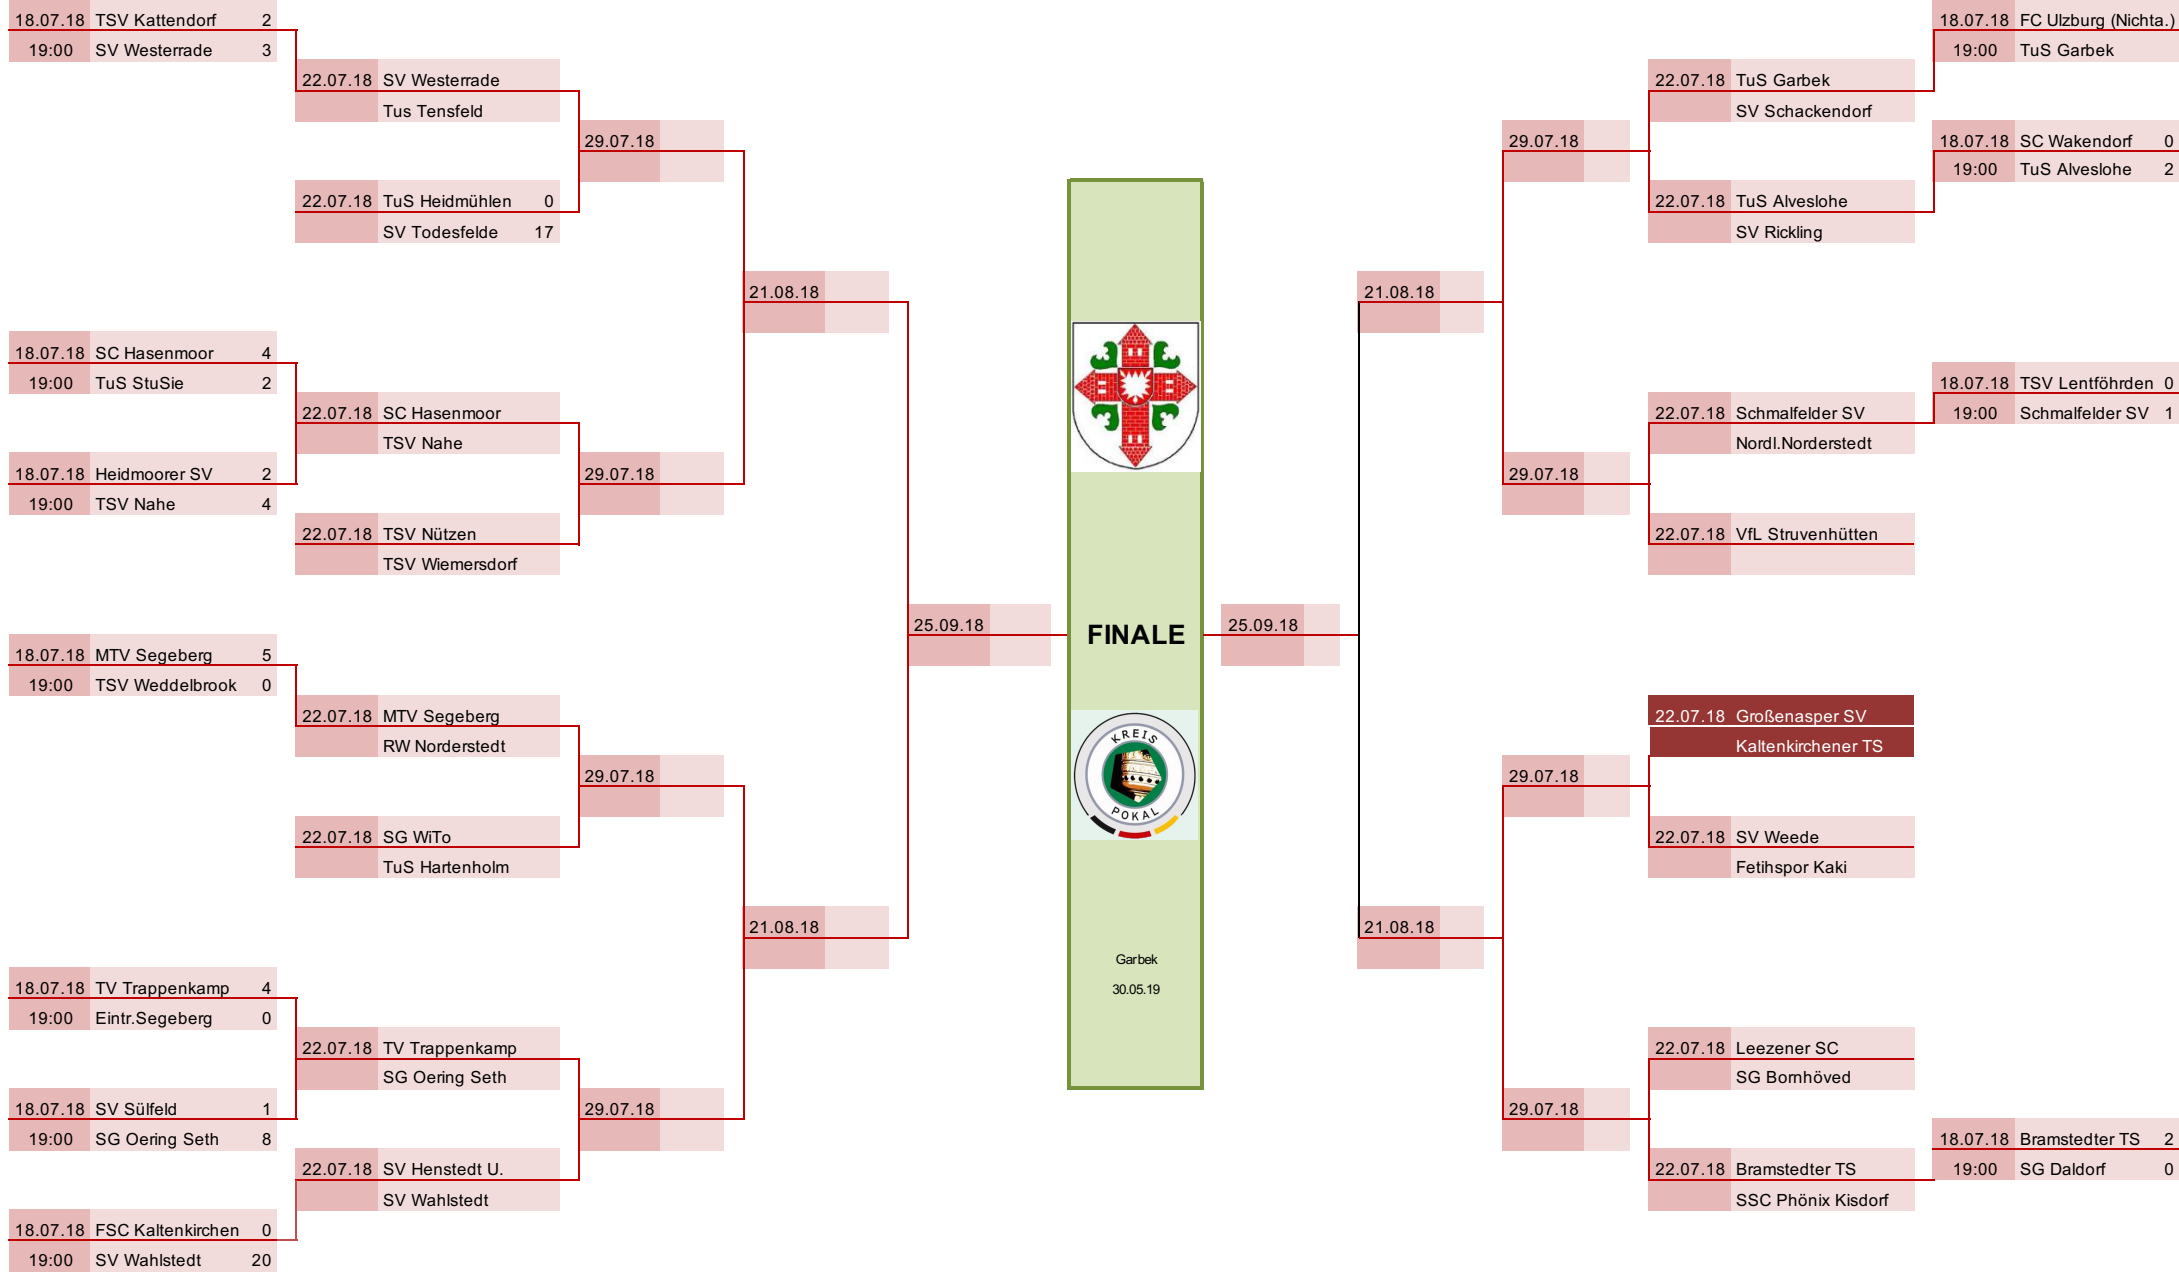 18.07.18 TSV Kattendorf 2
19:00 SV Westerrade 3
22.07.18 SV Westerrade
Tus Tensfeld
29.07.18
22.07.18 TuS Heidmühlen 0
SV Todesfelde 17
21.08.18
18.07.18 SC Hasenmoor 4
19:00 TuS StuSie 2
22.07.18 SC Hasenmoor
TSV Nahe
18.07.18 Heidmoorer SV 2
19:00 TSV Nahe 4
29.07.18
22.07.18 TSV Nützen
TSV Wiemersdorf
25.09.18
18.07.18 MTV Segeberg 5
19:00 TSV Weddelbrook 0
22.07.18 MTV Segeberg
RW Norderstedt
29.07.18
22.07.18 SG WiTo
TuS Hartenholm
21.08.18
18.07.18 TV Trappenkamp 4
19:00 Eintr.Segeberg 0
22.07.18 TV Trappenkamp
SG Oering Seth
18.07.18 SV Sülfeld 1
19:00 SG Oering Seth 8
29.07.18
22.07.18 SV Henstedt U.
SV Wahlstedt
18.07.18 FSC Kaltenkirchen 0
19:00 SV Wahlstedt 20
FINALE
KREIS
POKAL
Garbek
30.05.19
18.07.18 FC Ulzburg (Nichta.)
19:00 TuS Garbek
22.07.18 TuS Garbek
SV Schackendorf
29.07.18
18.07.18 SC Wakendorf 0
19:00 TuS Alveslohe 2
22.07.18 TuS Alveslohe
SV Rickling
21.08.18
18.07.18 TSV Lentföhrden 0
19:00 Schmalfelder SV 1
22.07.18 Schmalfelder SV
Nordl.Norderstedt
29.07.18
22.07.18 VfL Struvenhütten
25.09.18
22.07.18 Großenasper SV
Kaltenkirchener TS
29.07.18
22.07.18 SV Weede
Fetihspor Kaki
21.08.18
22.07.18 Leezener SC
SG Bornhöved
29.07.18
18.07.18 Bramstedter TS 2
19:00 SG Daldorf 0
22.07.18 Bramstedter TS
SSC Phönix Kisdorf